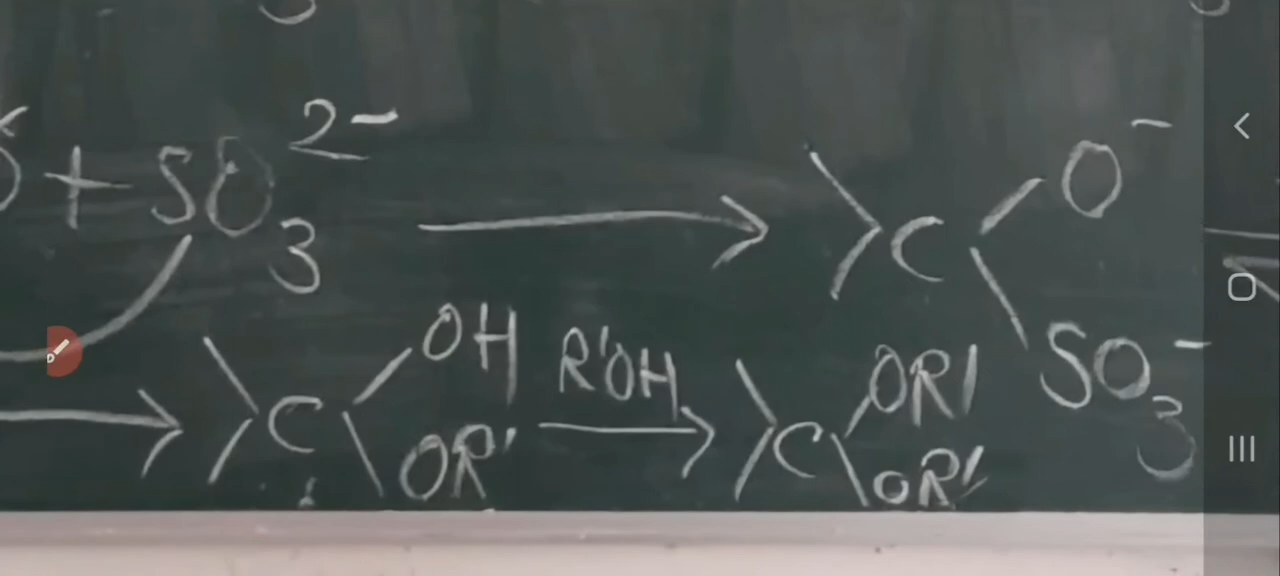 + SO₃²⁻ ⟶ >C(O⁻)(SO₃⁻)
⟶ >C(OH)(OR') —R'OH→ >C(OR')(OR')